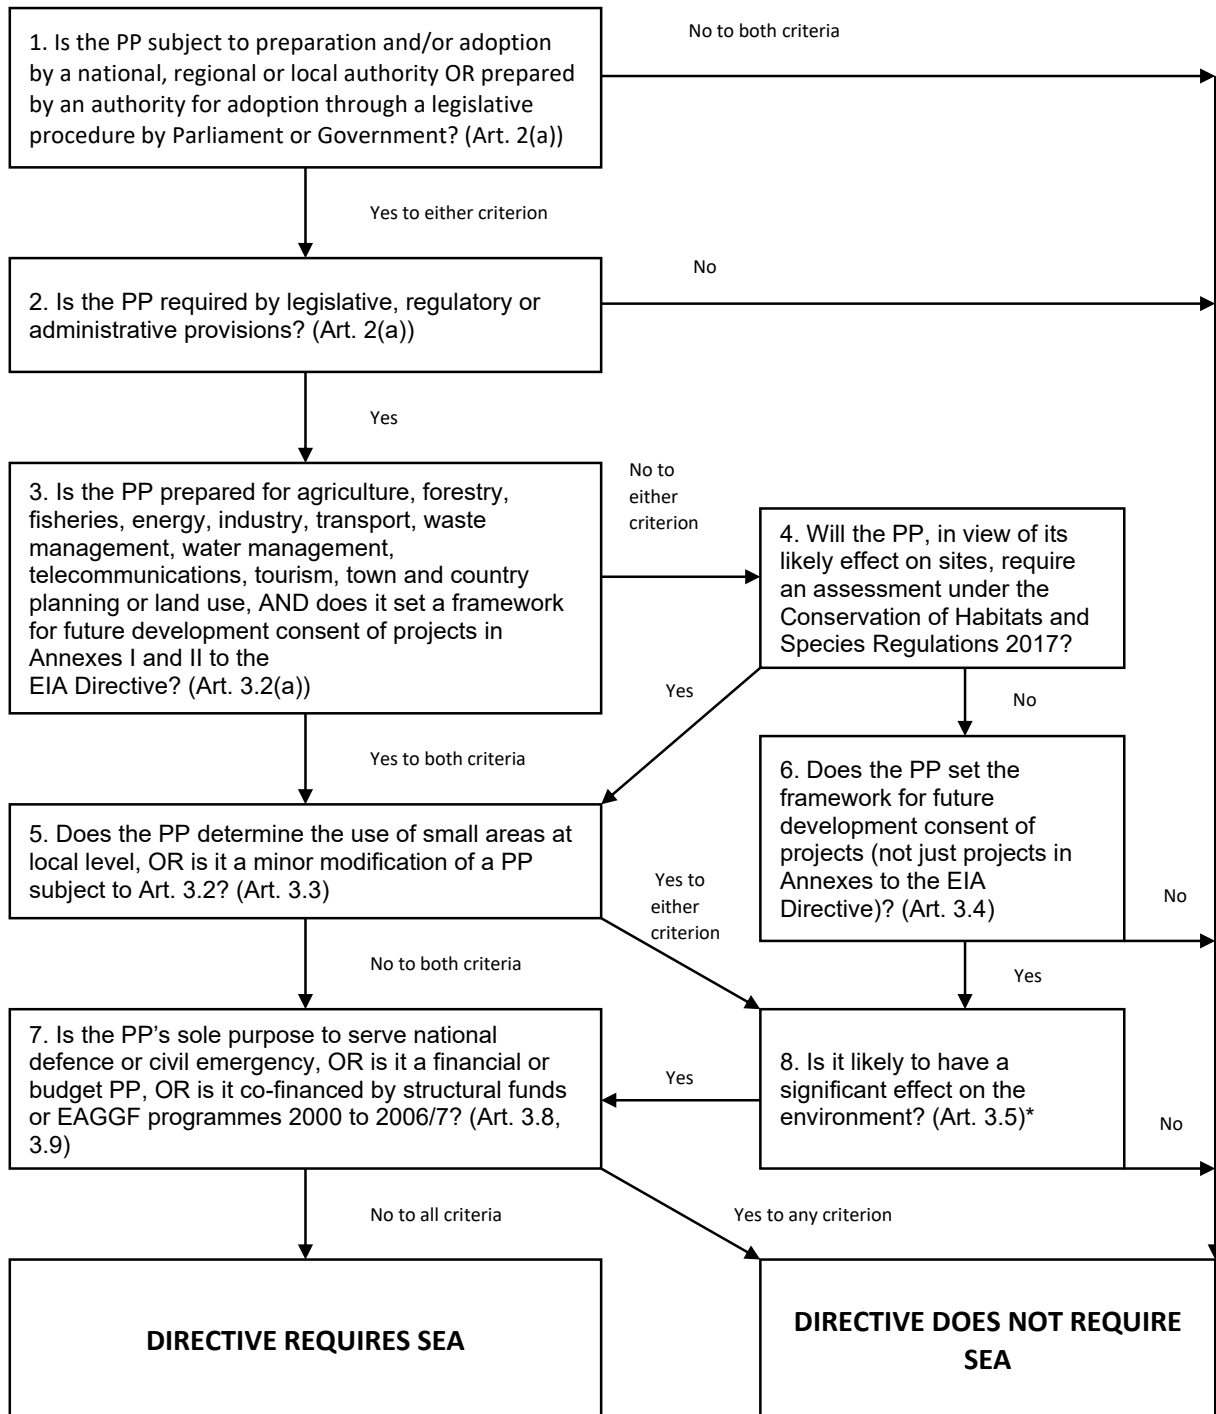 1. Is the PP subject to preparation and/or adoption
by a national, regional or local authority OR prepared
by an authority for adoption through a legislative
procedure by Parliament or Government? (Art. 2(a))
No to both criteria
Yes to either criterion
2. Is the PP required by legislative, regulatory or
administrative provisions? (Art. 2(a))
No
Yes
3. Is the PP prepared for agriculture, forestry,
fisheries, energy, industry, transport, waste
management, water management,
telecommunications, tourism, town and country
planning or land use, AND does it set a framework
for future development consent of projects in
Annexes I and II to the
EIA Directive? (Art. 3.2(a))
No to
either
criterion
4. Will the PP, in view of its
likely effect on sites, require
an assessment under the
Conservation of Habitats and
Species Regulations 2017?
Yes
No
Yes to both criteria
6. Does the PP set the
framework for future
development consent of
projects (not just projects in
Annexes to the EIA
Directive)? (Art. 3.4)
No
5. Does the PP determine the use of small areas at
local level, OR is it a minor modification of a PP
subject to Art. 3.2? (Art. 3.3)
Yes to
either
criterion
No to both criteria
Yes
7. Is the PP’s sole purpose to serve national
defence or civil emergency, OR is it a financial or
budget PP, OR is it co-financed by structural funds
or EAGGF programmes 2000 to 2006/7? (Art. 3.8,
3.9)
Yes
8. Is it likely to have a
significant effect on the
environment? (Art. 3.5)*
No
No to all criteria
Yes to any criterion
DIRECTIVE REQUIRES SEA
DIRECTIVE DOES NOT REQUIRE
SEA